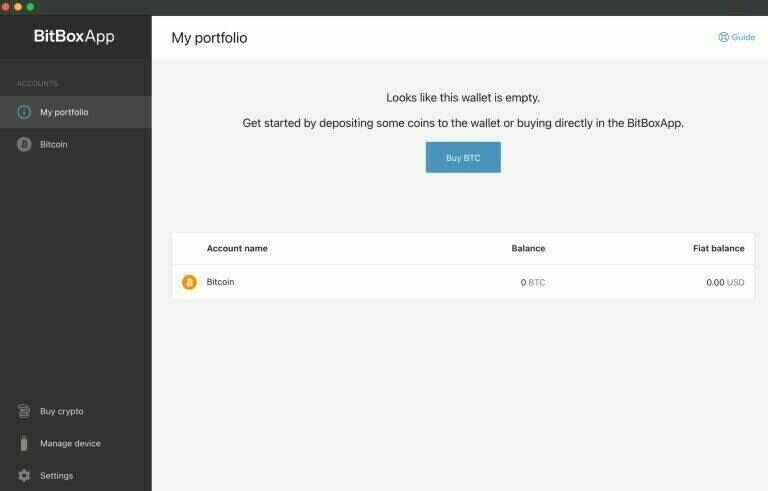 BitBoxApp
My portfolio
Guide
ACCOUNTS
My portfolio
Bitcoin
Looks like this wallet is empty.
Get started by depositing some coins to the wallet or buying directly in the BitBoxApp.
Buy BTC
Account name Balance Fiat balance
Bitcoin 0 BTC 0.00 USD
Buy crypto
Manage device
Settings